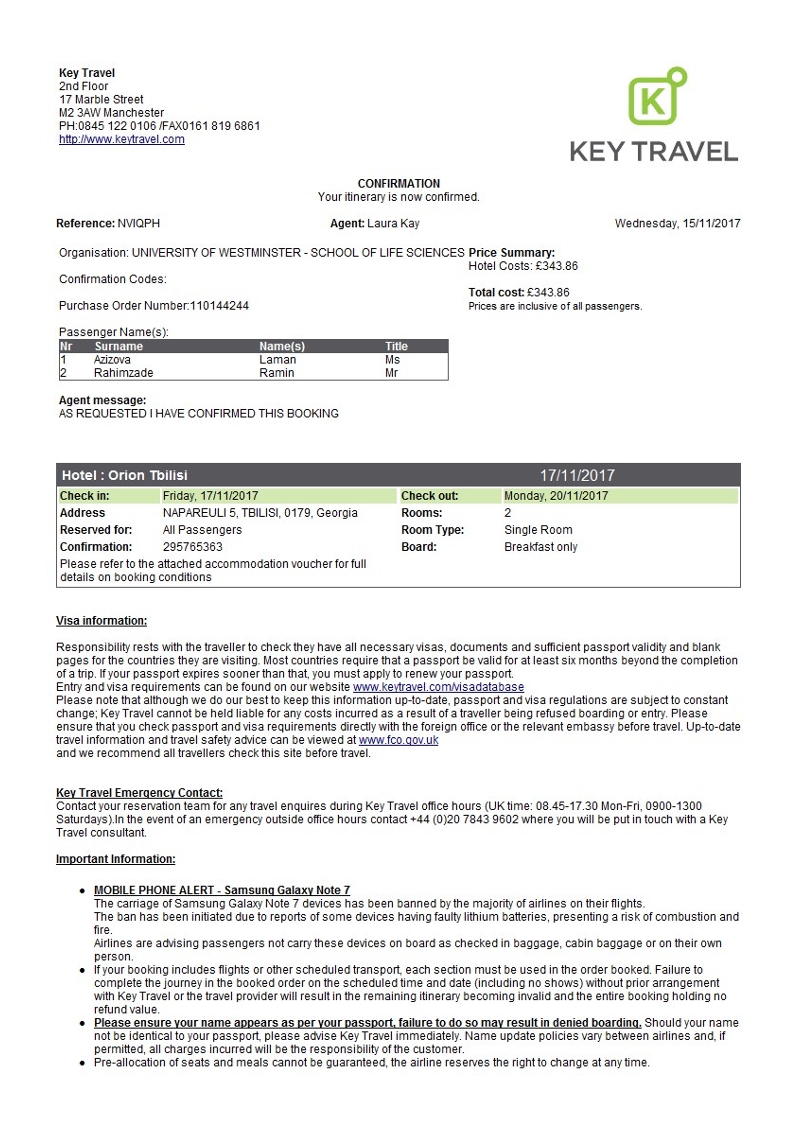 Key Travel
2nd Floor
17 Marble Street
M2 3AW Manchester
PH:0845 122 0106 /FAX0161 819 6861
http://www.keytravel.com
K
KEY TRAVEL
CONFIRMATION
Your itinerary is now confirmed.
Reference: NVIQPH Agent: Laura Kay Wednesday, 15/11/2017
Organisation: UNIVERSITY OF WESTMINSTER - SCHOOL OF LIFE SCIENCES
Confirmation Codes:
Purchase Order Number:110144244
Price Summary:
Hotel Costs: £343.86
Total cost: £343.86
Prices are inclusive of all passengers.
Passenger Name(s):
Nr Surname Name(s) Title
1 Azizova Laman Ms
2 Rahimzade Ramin Mr
Agent message:
AS REQUESTED I HAVE CONFIRMED THIS BOOKING
Hotel : Orion Tbilisi 17/11/2017
Check in: Friday, 17/11/2017 Check out: Monday, 20/11/2017
Address NAPAREULI 5, TBILISI, 0179, Georgia Rooms: 2
Reserved for: All Passengers Room Type: Single Room
Confirmation: 295765363 Board: Breakfast only
Please refer to the attached accommodation voucher for full
details on booking conditions
Visa information:
Responsibility rests with the traveller to check they have all necessary visas, documents and sufficient passport validity and blank
pages for the countries they are visiting. Most countries require that a passport be valid for at least six months beyond the completion
of a trip. If your passport expires sooner than that, you must apply to renew your passport.
Entry and visa requirements can be found on our website www.keytravel.com/visadatabase
Please note that although we do our best to keep this information up-to-date, passport and visa regulations are subject to constant
change; Key Travel cannot be held liable for any costs incurred as a result of a traveller being refused boarding or entry. Please
ensure that you check passport and visa requirements directly with the foreign office or the relevant embassy before travel. Up-to-date
travel information and travel safety advice can be viewed at www.fco.gov.uk
and we recommend all travellers check this site before travel.
Key Travel Emergency Contact:
Contact your reservation team for any travel enquires during Key Travel office hours (UK time: 08.45-17.30 Mon-Fri, 0900-1300
Saturdays).In the event of an emergency outside office hours contact +44 (0)20 7843 9602 where you will be put in touch with a Key
Travel consultant.
Important Information:
● MOBILE PHONE ALERT - Samsung Galaxy Note 7
The carriage of Samsung Galaxy Note 7 devices has been banned by the majority of airlines on their flights.
The ban has been initiated due to reports of some devices having faulty lithium batteries, presenting a risk of combustion and
fire.
Airlines are advising passengers not carry these devices on board as checked in baggage, cabin baggage or on their own
person.
● If your booking includes flights or other scheduled transport, each section must be used in the order booked. Failure to
complete the journey in the booked order on the scheduled time and date (including no shows) without prior arrangement
with Key Travel or the travel provider will result in the remaining itinerary becoming invalid and the entire booking holding no
refund value.
● Please ensure your name appears as per your passport, failure to do so may result in denied boarding. Should your name
not be identical to your passport, please advise Key Travel immediately. Name update policies vary between airlines and, if
permitted, all charges incurred will be the responsibility of the customer.
● Pre-allocation of seats and meals cannot be guaranteed, the airline reserves the right to change at any time.